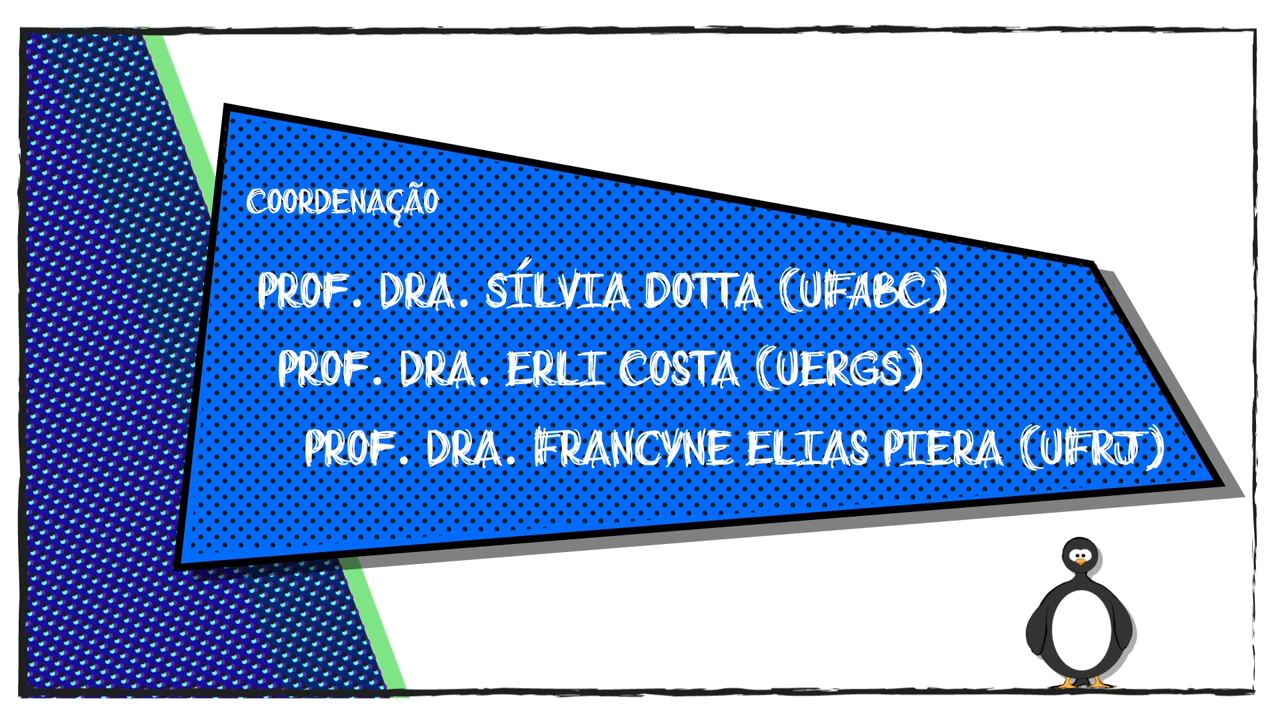 COORDENAÇÃO
PROF. DRA. SÍLVIA DOTTA (UFABC)
PROF. DRA. ERLI COSTA (UERGS)
PROF. DRA. FRANCYNE ELIAS PIERA (UFRJ)